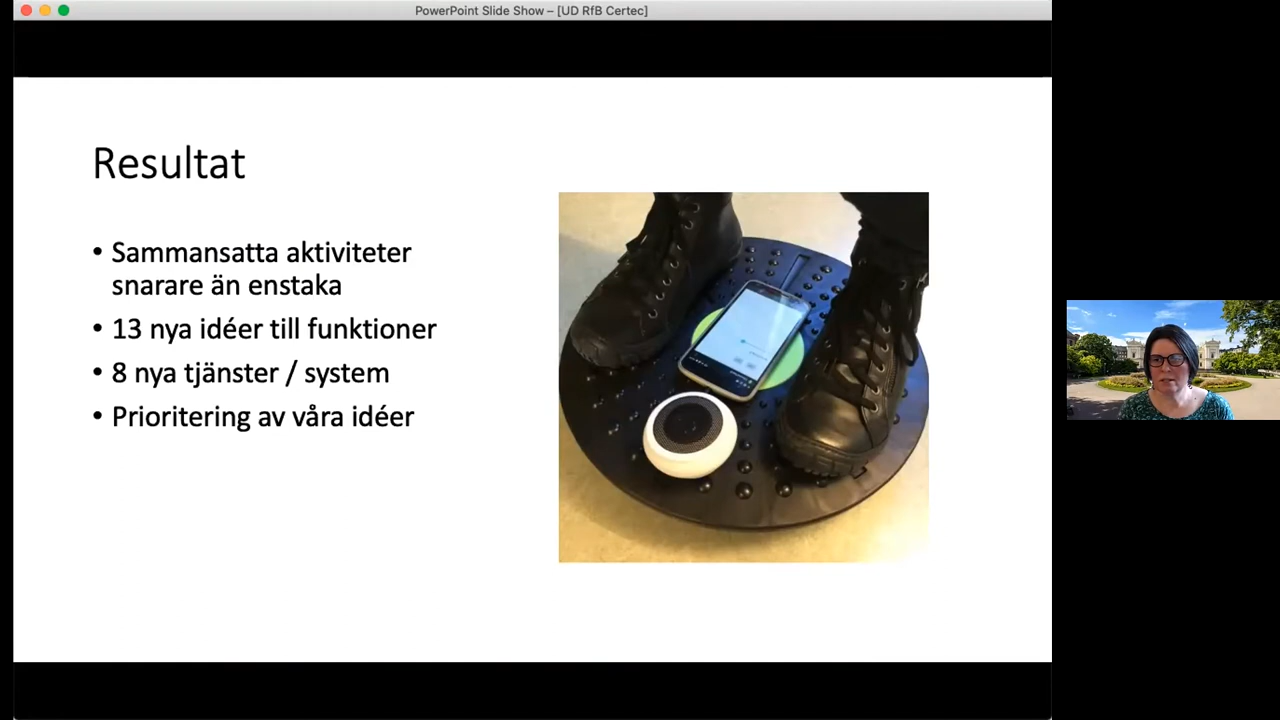 PowerPoint Slide Show – [UD RfB Certec]
Resultat
• Sammansatta aktiviteter
snarare än enstaka
• 13 nya idéer till funktioner
• 8 nya tjänster / system
• Prioritering av våra idéer